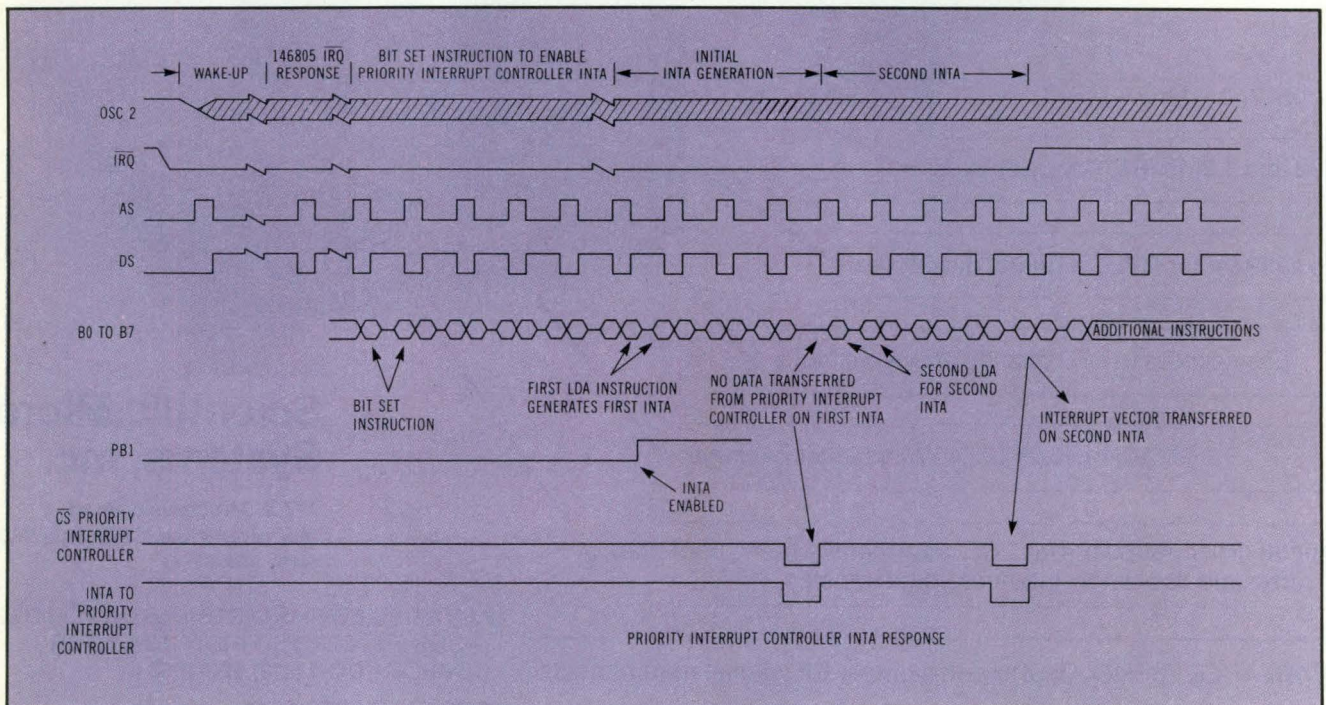 WAKE-UP
146805 IRQ
RESPONSE
BIT SET INSTRUCTION TO ENABLE
PRIORITY INTERRUPT CONTROLLER INTA
INITIAL
INTA GENERATION
SECOND INTA
OSC 2
IRQ
AS
DS
B0 TO B7
ADDITIONAL INSTRUCTIONS
BIT SET
INSTRUCTION
FIRST LDA INSTRUCTION
GENERATES FIRST INTA
NO DATA TRANSFERRED
FROM PRIORITY INTERRUPT
CONTROLLER ON FIRST INTA
SECOND LDA
FOR SECOND
INTA
INTERRUPT VECTOR TRANSFERRED
ON SECOND INTA
PB1
INTA
ENABLED
CS PRIORITY
INTERRUPT
CONTROLLER
INTA TO
PRIORITY
INTERRUPT
CONTROLLER
PRIORITY INTERRUPT CONTROLLER INTA RESPONSE